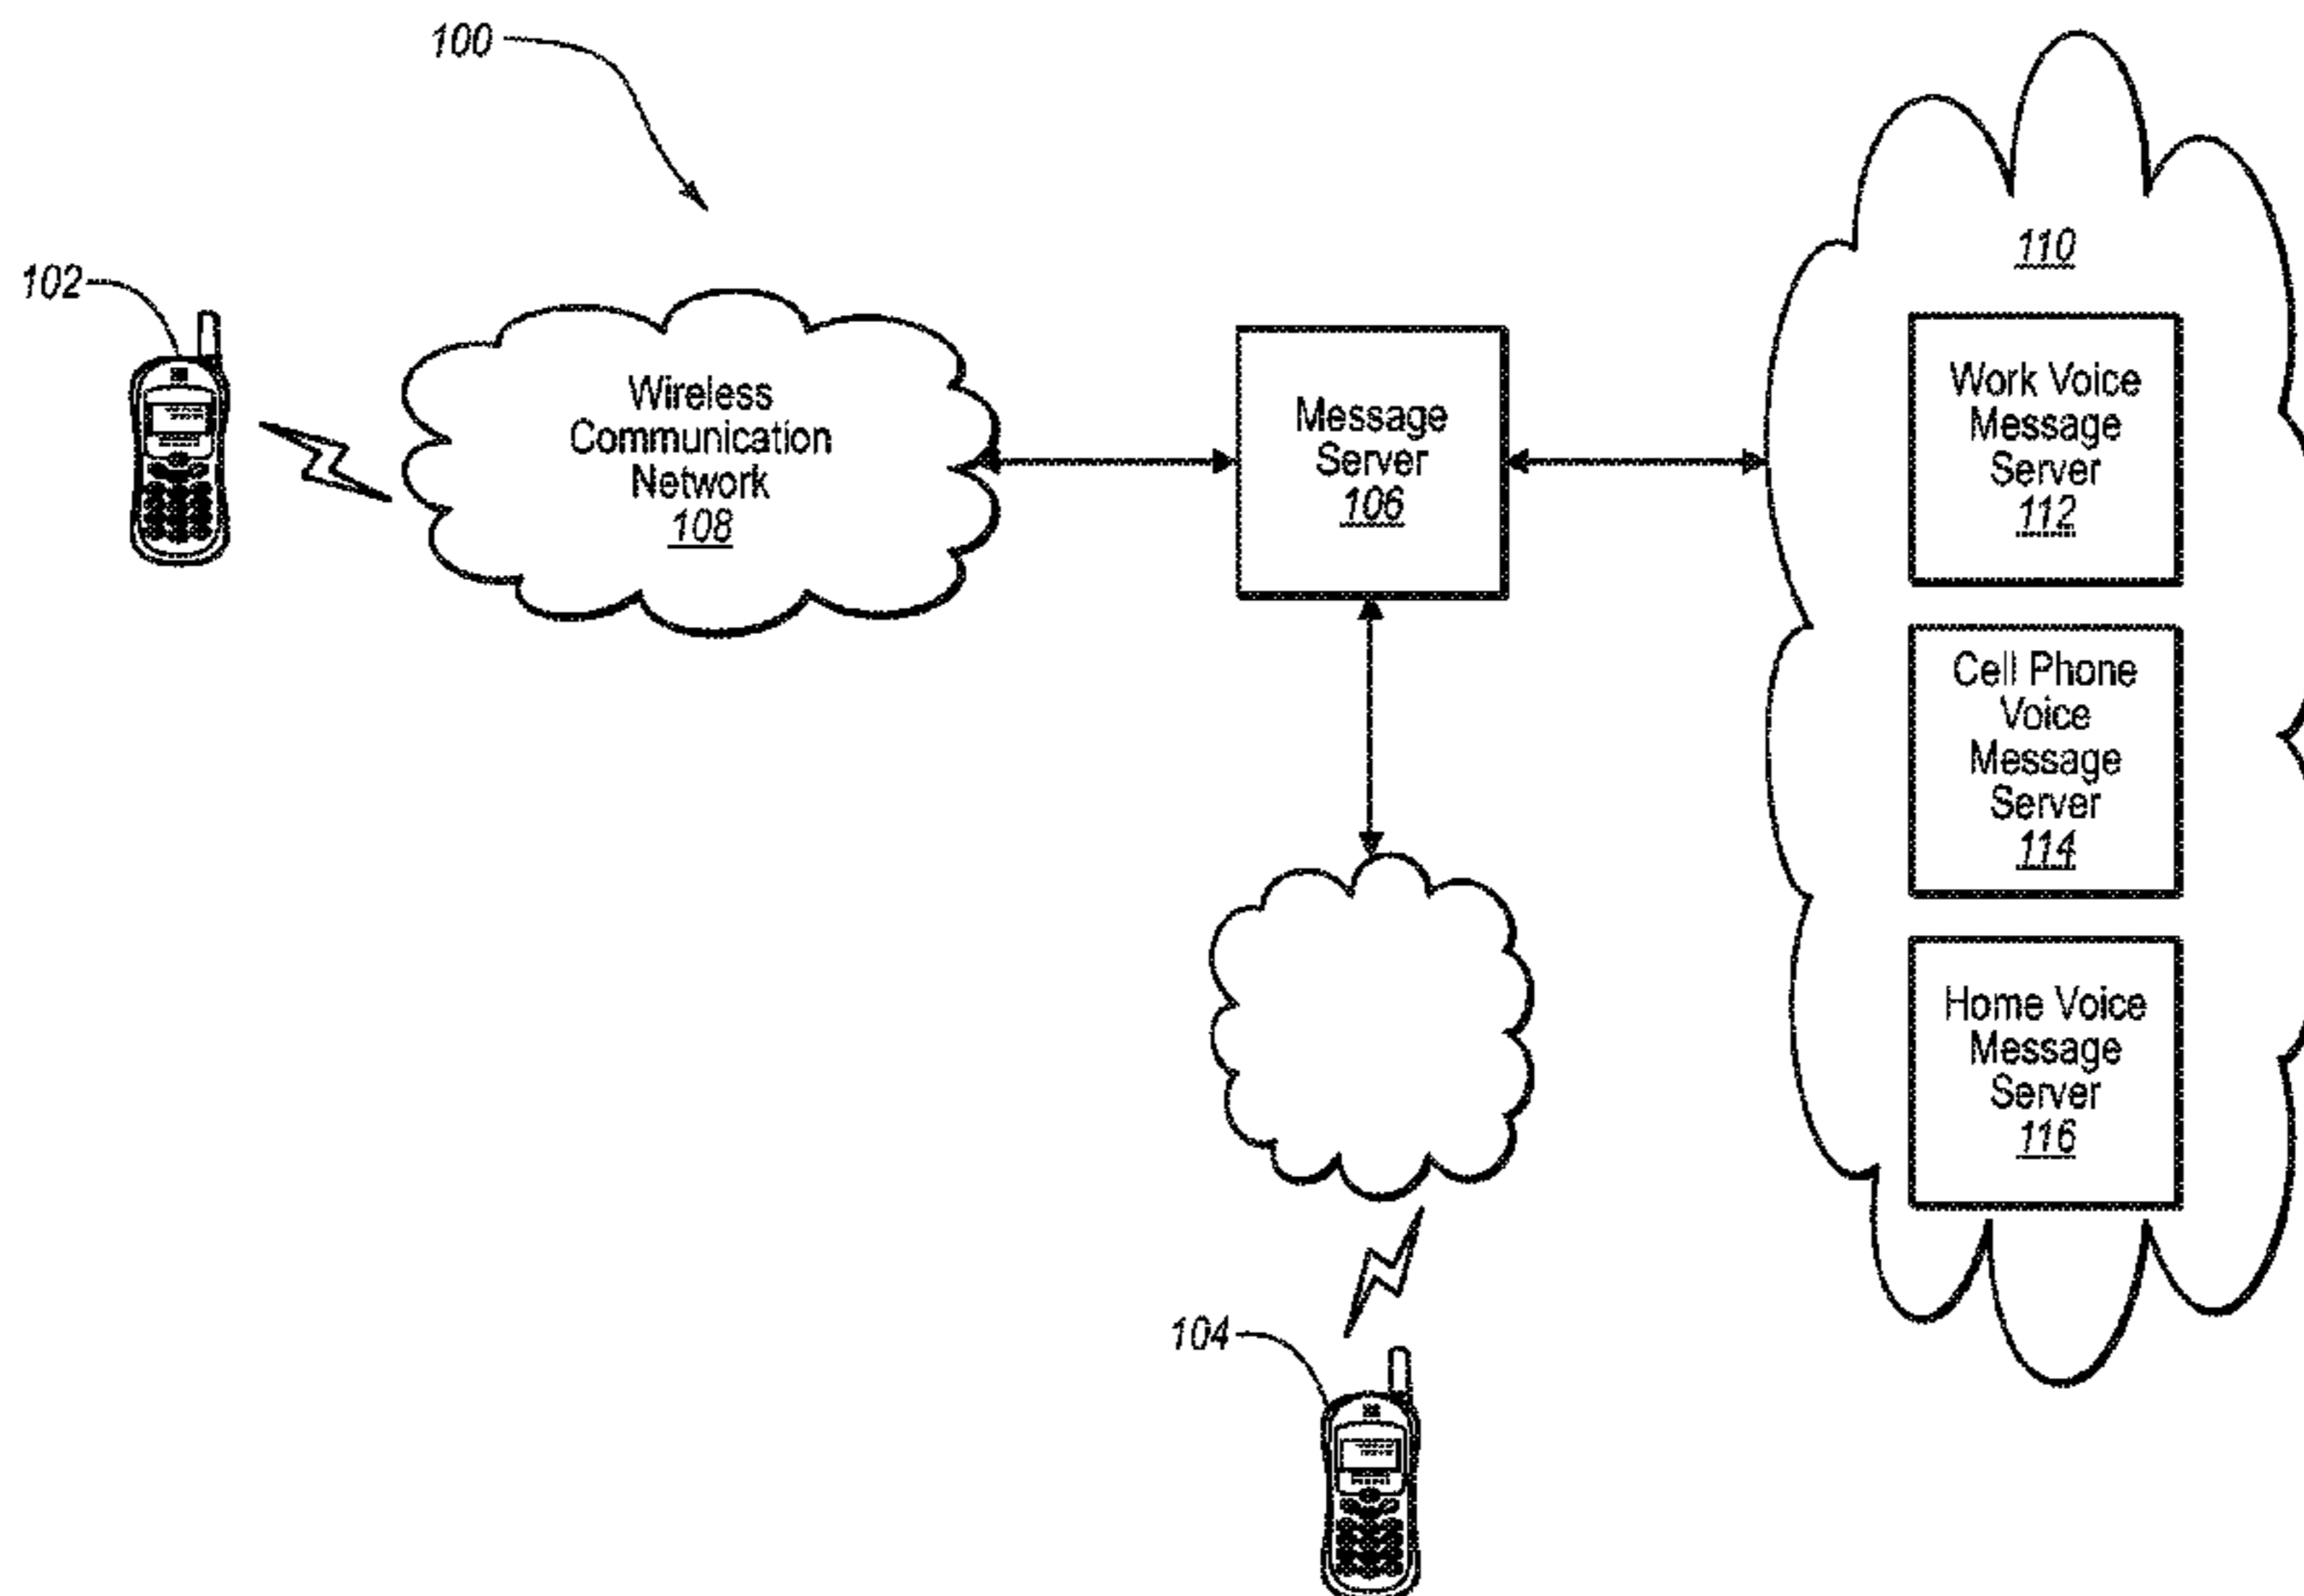 100
102
Wireless
Communication
Network
108
Message
Server
106
110
Work Voice
Message
Server
112
Cell Phone
Voice
Message
Server
114
Home Voice
Message
Server
116
104